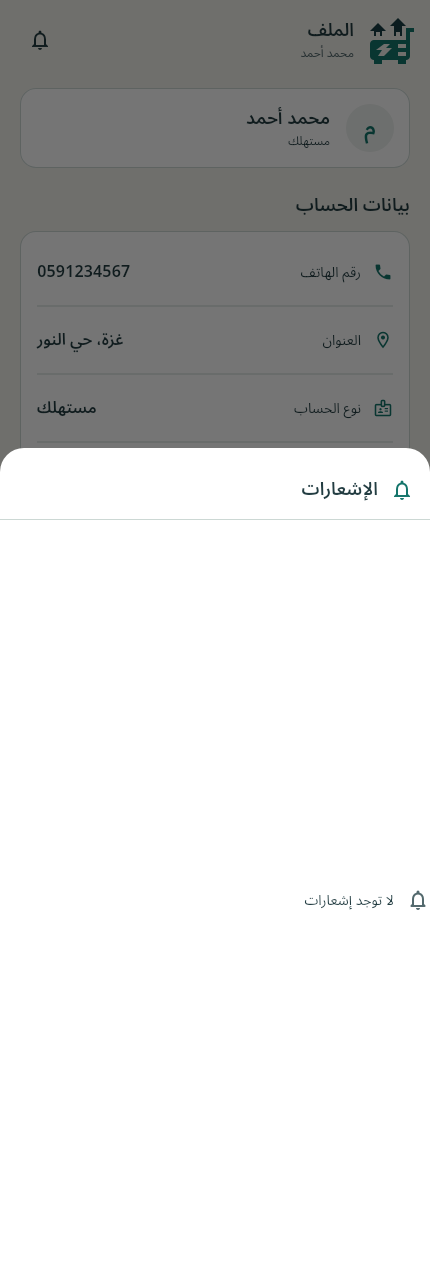 الملف
محمد أحمد
م
محمد أحمد
مستهلك
بيانات الحساب
رقم الهاتف
0591234567
العنوان
غزة، حي النور
نوع الحساب
مستهلك
الإشعارات
لا توجد إشعارات